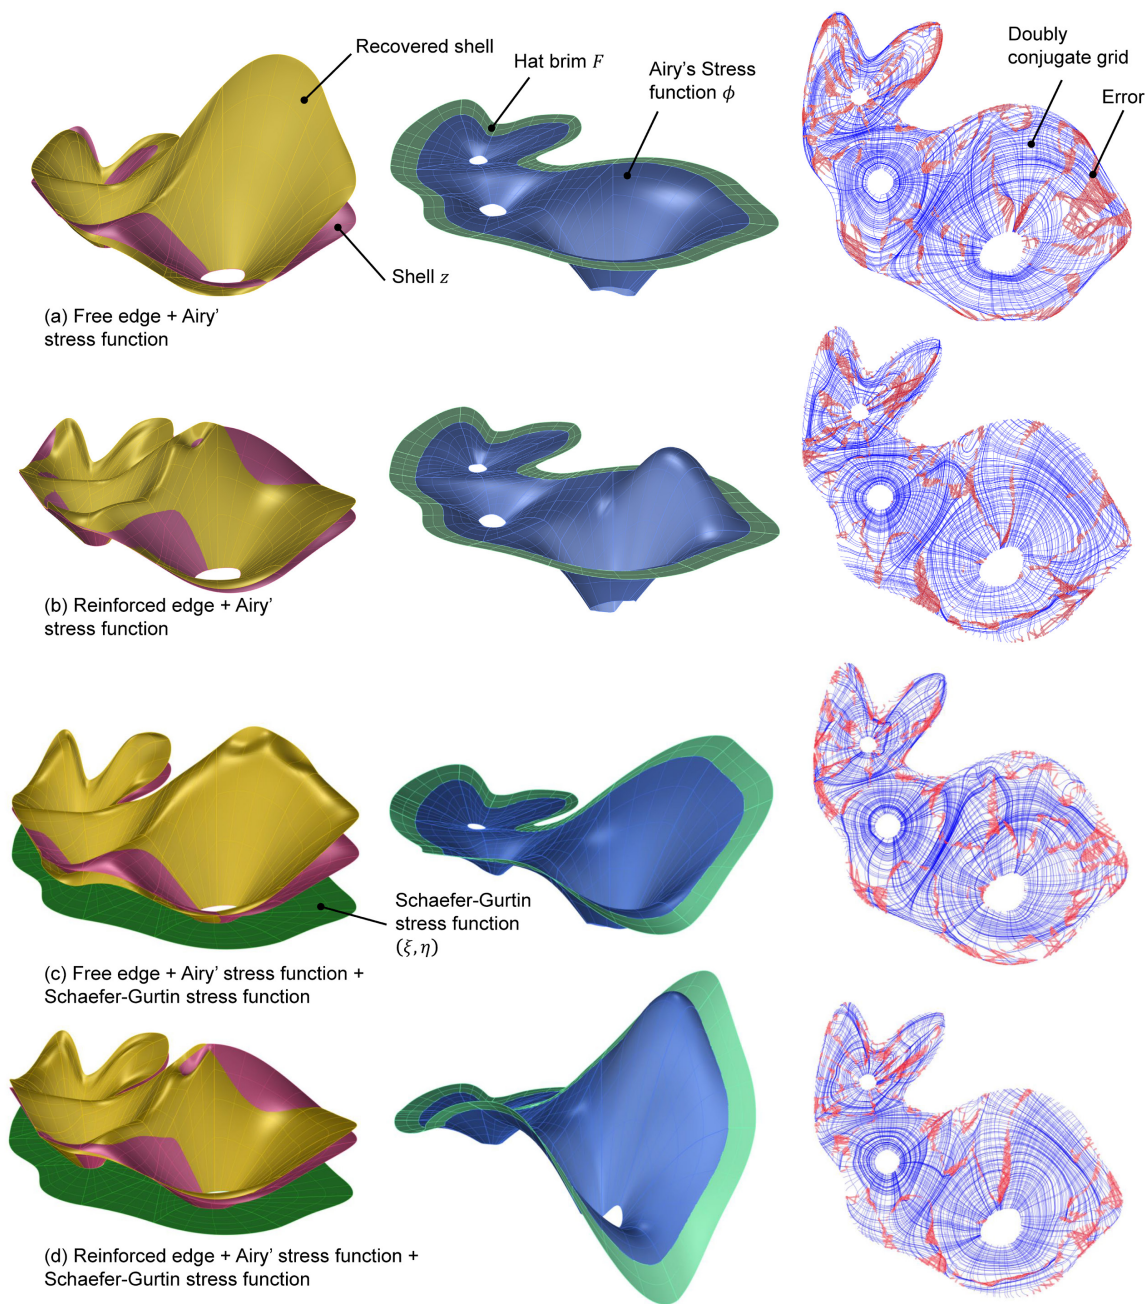 Recovered shell
Hat brim F
Airy's Stress
function ϕ
Doubly
conjugate grid
Error
Shell z
(a) Free edge + Airy'
stress function
(b) Reinforced edge + Airy'
stress function
Schaefer-Gurtin
stress function
(ξ, η)
(c) Free edge + Airy' stress function +
Schaefer-Gurtin stress function
(d) Reinforced edge + Airy' stress function +
Schaefer-Gurtin stress function